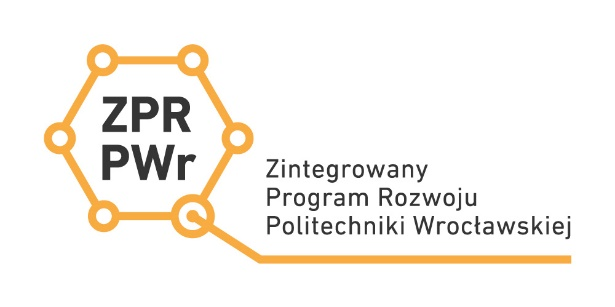 ZPR
PWr
Zintegrowany
Program Rozwoju
Politechniki Wrocławskiej